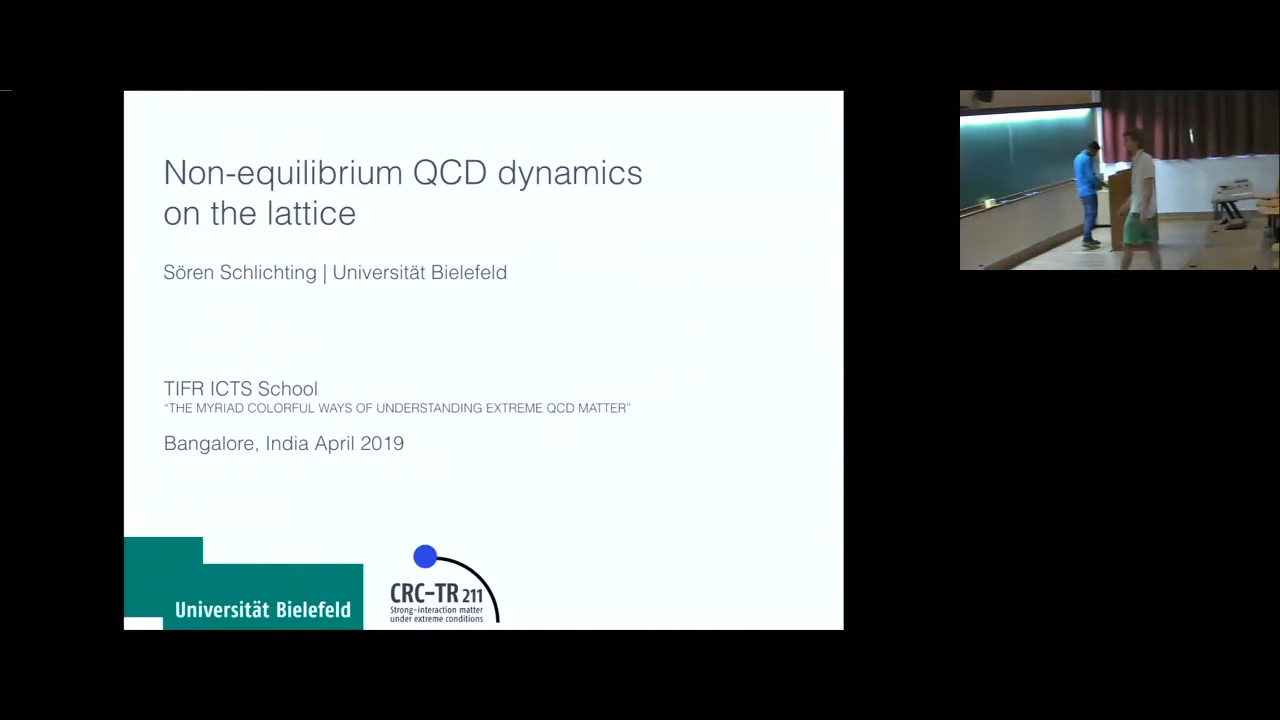 Non-equilibrium QCD dynamics
on the lattice
Sören Schlichting | Universität Bielefeld
TIFR ICTS School
“THE MYRIAD COLORFUL WAYS OF UNDERSTANDING EXTREME QCD MATTER”
Bangalore, India April 2019
Universität Bielefeld
CRC-TR 211
Strong-interaction matter
under extreme conditions